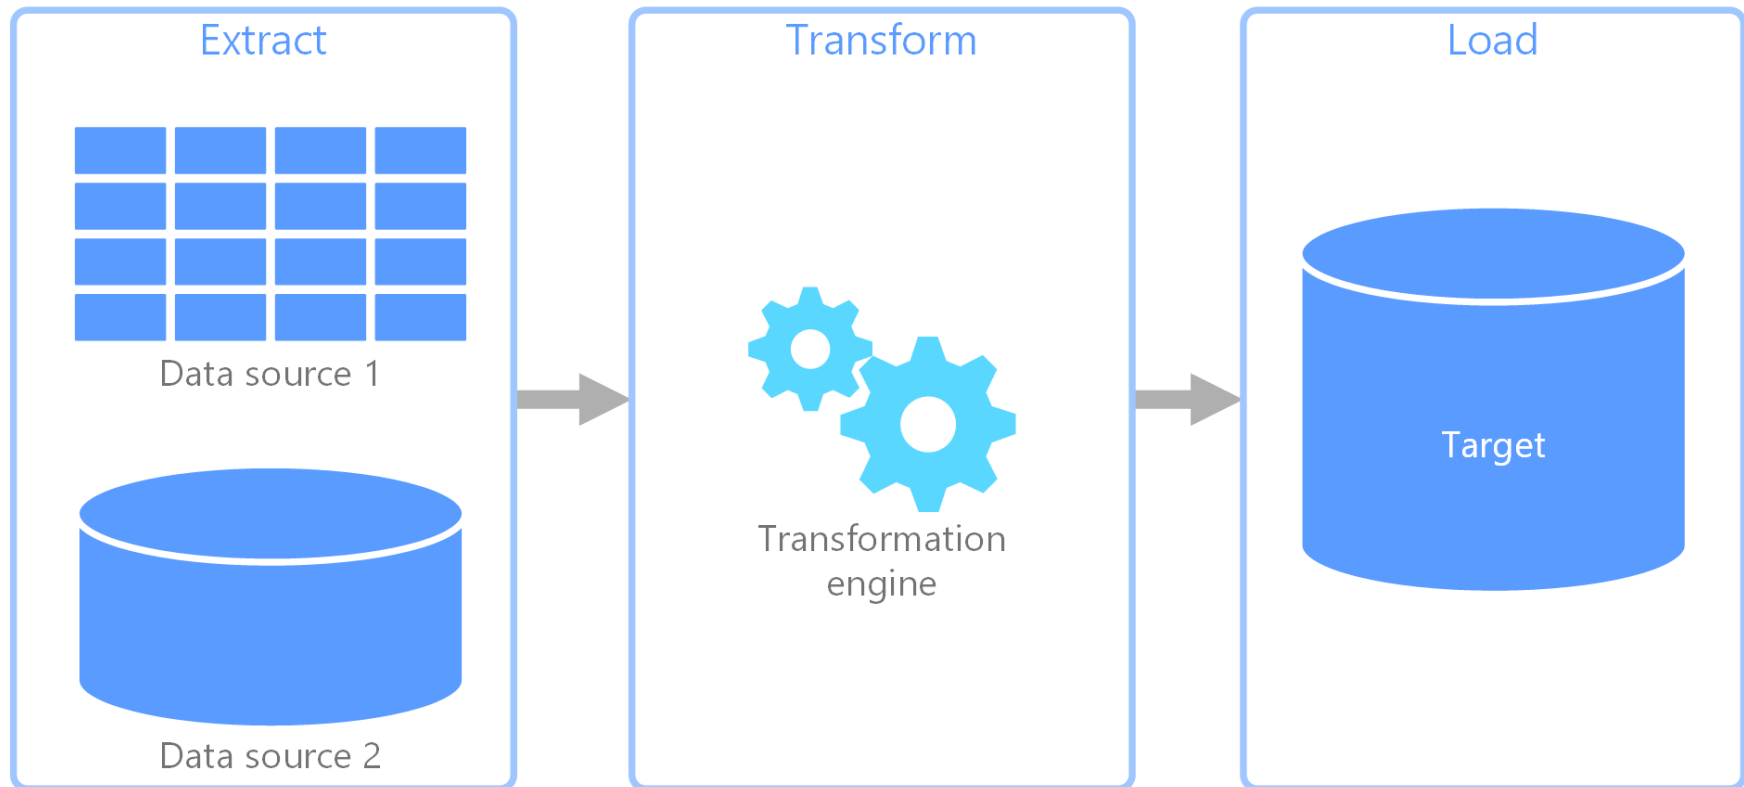 Extract
Data source 1
Data source 2
Transform
Transformation
engine
Load
Target